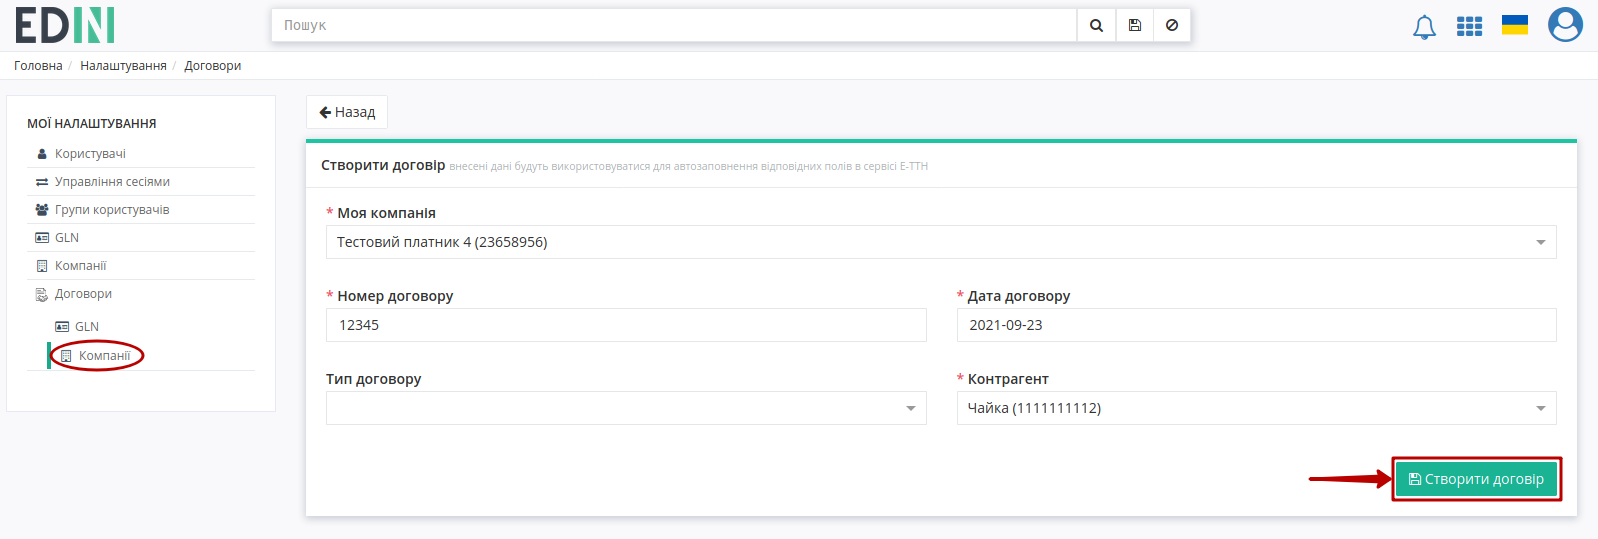 EDIN
Пошук
Головна / Налаштування / Договори
МОЇ НАЛАШТУВАННЯ
Користувачі
Управління сесіями
Групи користувачів
GLN
Компанії
Договори
GLN
Компанії
Назад
Створити договір внесені дані будуть використовуватися для автозаповнення відповідних полів в сервісі Е-ТТН
* Моя компанія
Тестовий платник 4 (23658956)
* Номер договору
12345
* Дата договору
2021-09-23
Тип договору
* Контрагент
Чайка (1111111112)
Створити договір